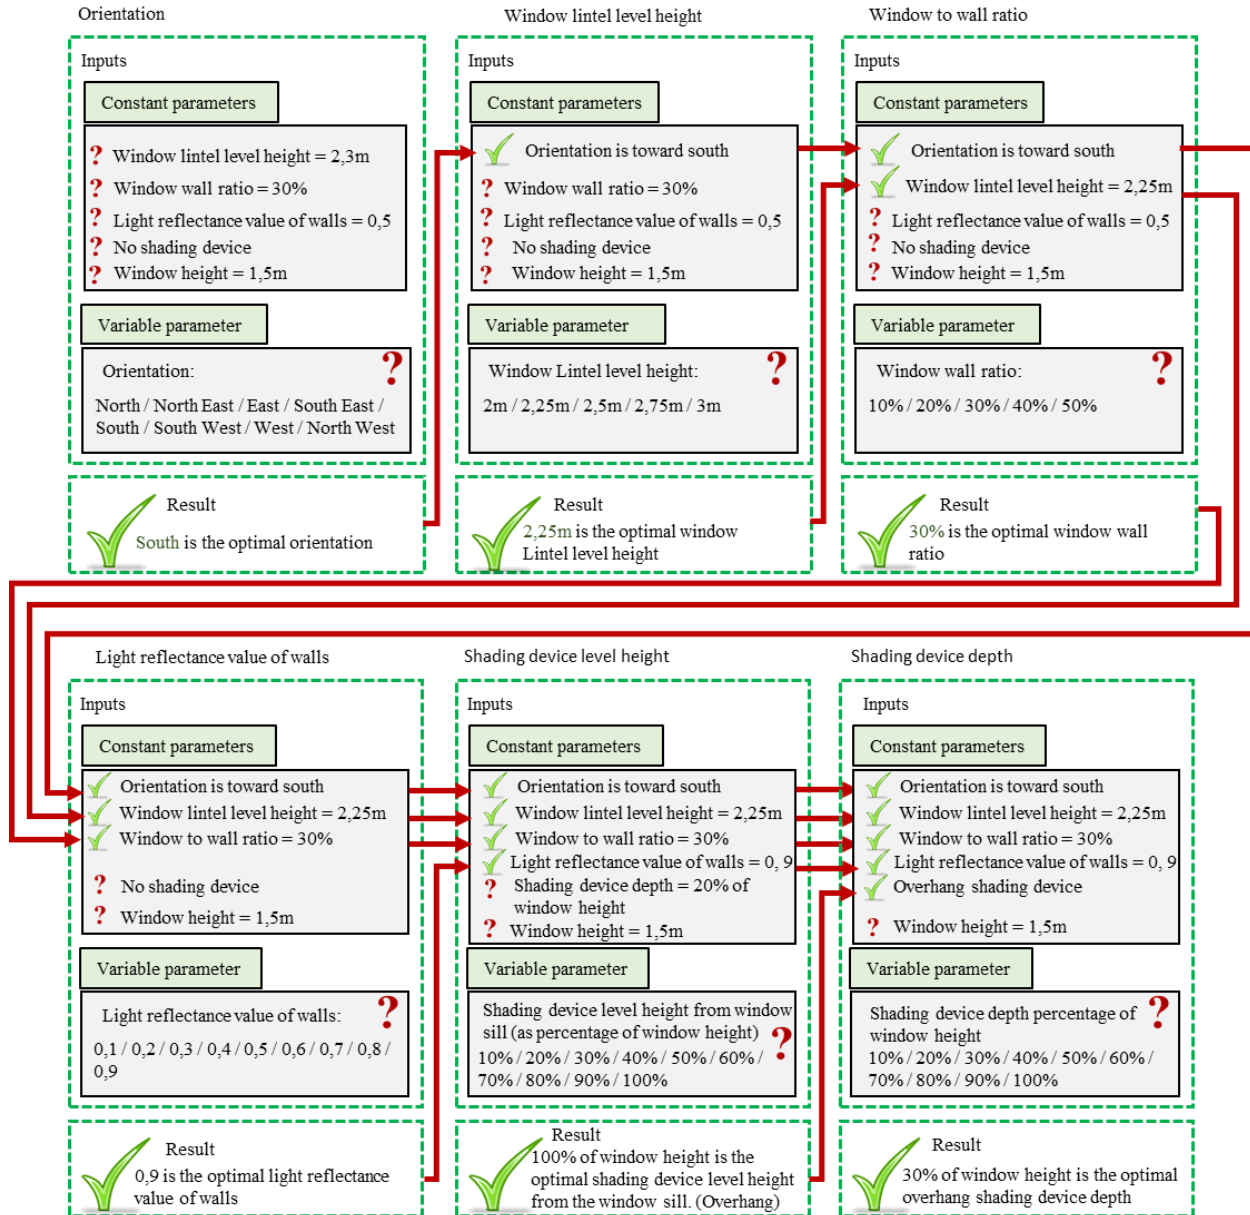 Orientation
Inputs
Constant parameters
? Window lintel level height = 2,3m
? Window wall ratio = 30%
? Light reflectance value of walls = 0,5
? No shading device
? Window height = 1,5m
Variable parameter
?
Orientation:
North / North East / East / South East /
South / South West / West / North West
Result
South is the optimal orientation
Window lintel level height
Inputs
Constant parameters
Orientation is toward south
? Window wall ratio = 30%
? Light reflectance value of walls = 0,5
? No shading device
? Window height = 1,5m
Variable parameter
?
Window Lintel level height:
2m / 2,25m / 2,5m / 2,75m / 3m
Result
2,25m is the optimal window
Lintel level height
Window to wall ratio
Inputs
Constant parameters
Orientation is toward south
Window lintel level height = 2,25m
? Light reflectance value of walls = 0,5
? No shading device
? Window height = 1,5m
Variable parameter
?
Window wall ratio:
10% / 20% / 30% / 40% / 50%
Result
30% is the optimal window wall
ratio
Light reflectance value of walls
Inputs
Constant parameters
Orientation is toward south
Window lintel level height = 2,25m
Window to wall ratio = 30%
? No shading device
? Window height = 1,5m
Variable parameter
?
Light reflectance value of walls:
0,1 / 0,2 / 0,3 / 0,4 / 0,5 / 0,6 / 0,7 / 0,8 /
0,9
Result
0,9 is the optimal light reflectance
value of walls
Shading device level height
Inputs
Constant parameters
Orientation is toward south
Window lintel level height = 2,25m
Window to wall ratio = 30%
Light reflectance value of walls = 0, 9
? Shading device depth = 20% of
window height
? Window height = 1,5m
Variable parameter
Shading device level height from window
sill (as percentage of window height)
?
10% / 20% / 30% / 40% / 50% / 60% /
70% / 80% / 90% / 100%
Result
100% of window height is the
optimal shading device level height
from the window sill. (Overhang)
Shading device depth
Inputs
Constant parameters
Orientation is toward south
Window lintel level height = 2,25m
Window to wall ratio = 30%
Light reflectance value of walls = 0, 9
Overhang shading device
? Window height = 1,5m
Variable parameter
?
Shading device depth percentage of
window height
10% / 20% / 30% / 40% / 50% / 60% /
70% / 80% / 90% / 100%
Result
30% of window height is the optimal
overhang shading device depth